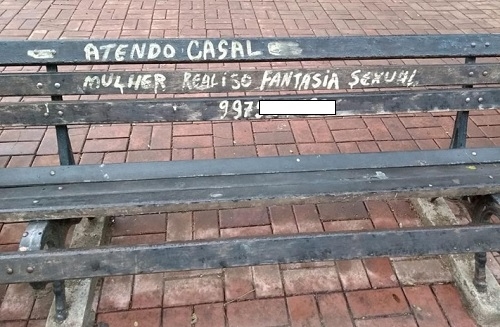 ATENDO CASAL
MULHER REALISO FANTASIA SEXUAL
997